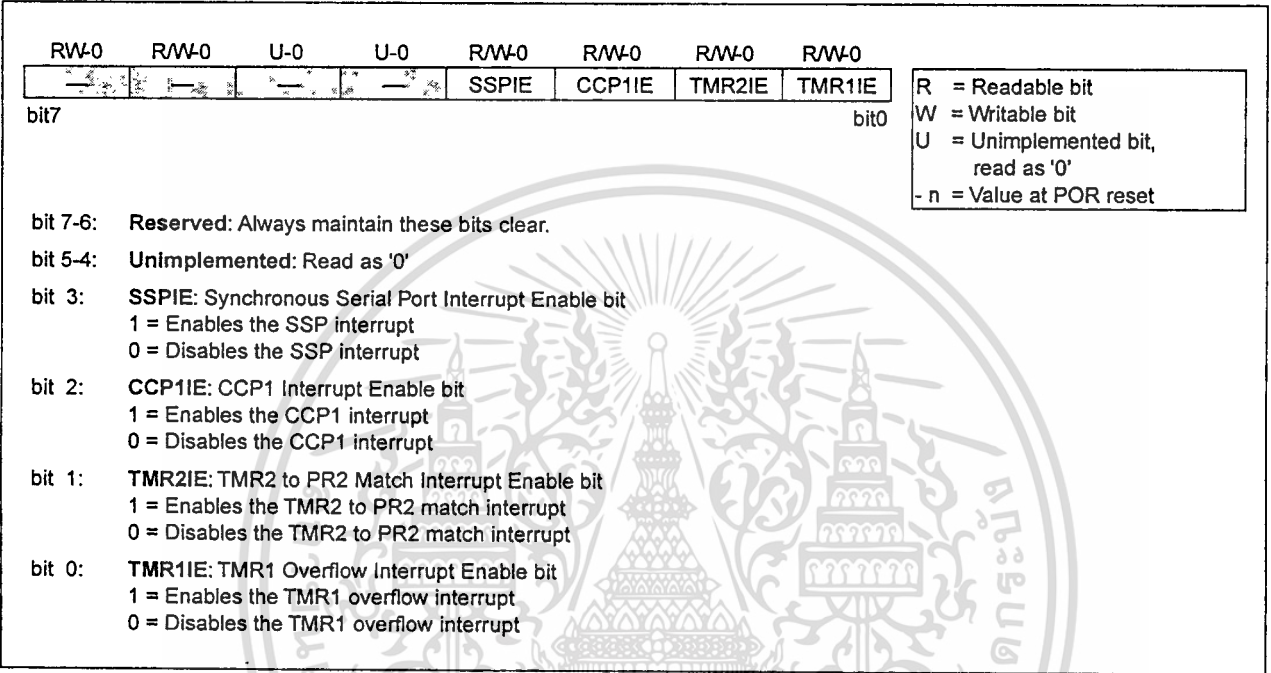 RW-0 R/W-0 U-0 U-0 R/W-0 R/W-0 R/W-0 R/W-0
— — — — SSPIE CCP1IE TMR2IE TMR1IE
bit7 bit0
R = Readable bit
W = Writable bit
U = Unimplemented bit,
read as '0'
- n = Value at POR reset
bit 7-6: Reserved: Always maintain these bits clear.
bit 5-4: Unimplemented: Read as '0'
bit 3: SSPIE: Synchronous Serial Port Interrupt Enable bit
1 = Enables the SSP interrupt
0 = Disables the SSP interrupt
bit 2: CCP1IE: CCP1 Interrupt Enable bit
1 = Enables the CCP1 interrupt
0 = Disables the CCP1 interrupt
bit 1: TMR2IE: TMR2 to PR2 Match Interrupt Enable bit
1 = Enables the TMR2 to PR2 match interrupt
0 = Disables the TMR2 to PR2 match interrupt
bit 0: TMR1IE: TMR1 Overflow Interrupt Enable bit
1 = Enables the TMR1 overflow interrupt
0 = Disables the TMR1 overflow interrupt